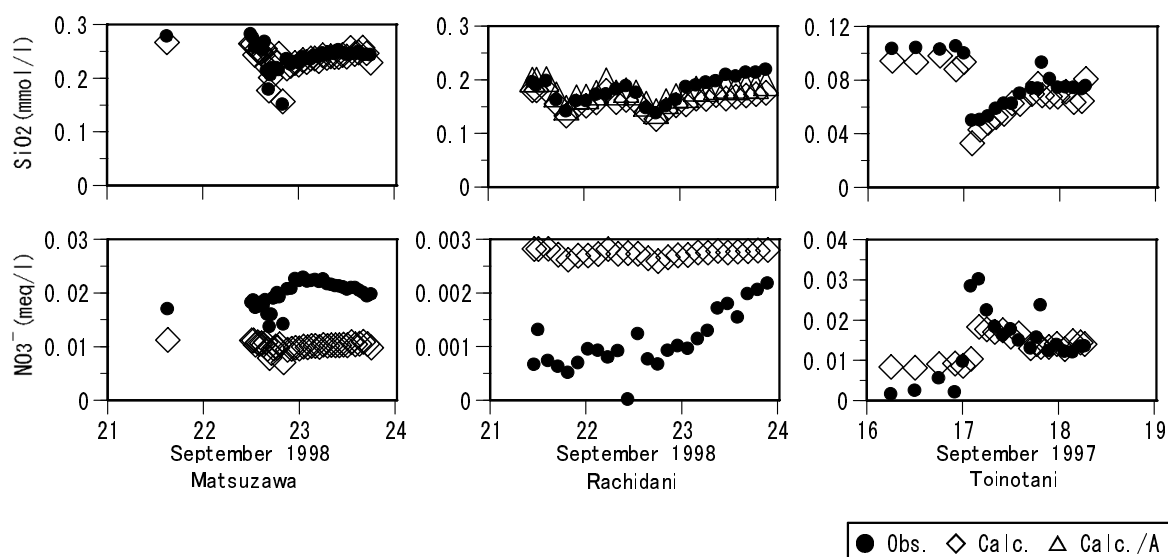 SiO2 (mmol/l)
0.3
0.2
0.1
0
0.3
0.2
0.1
0
0.12
0.08
0.04
0
NO3⁻ (meq/l)
0.03
0.02
0.01
0
0.003
0.002
0.001
0
0.04
0.03
0.02
0.01
0
21 22 23 24
21 22 23 24
16 17 18 19
September 1998
September 1998
September 1997
Matsuzawa
Rachidani
Toinotani
Obs. Calc. Calc./A